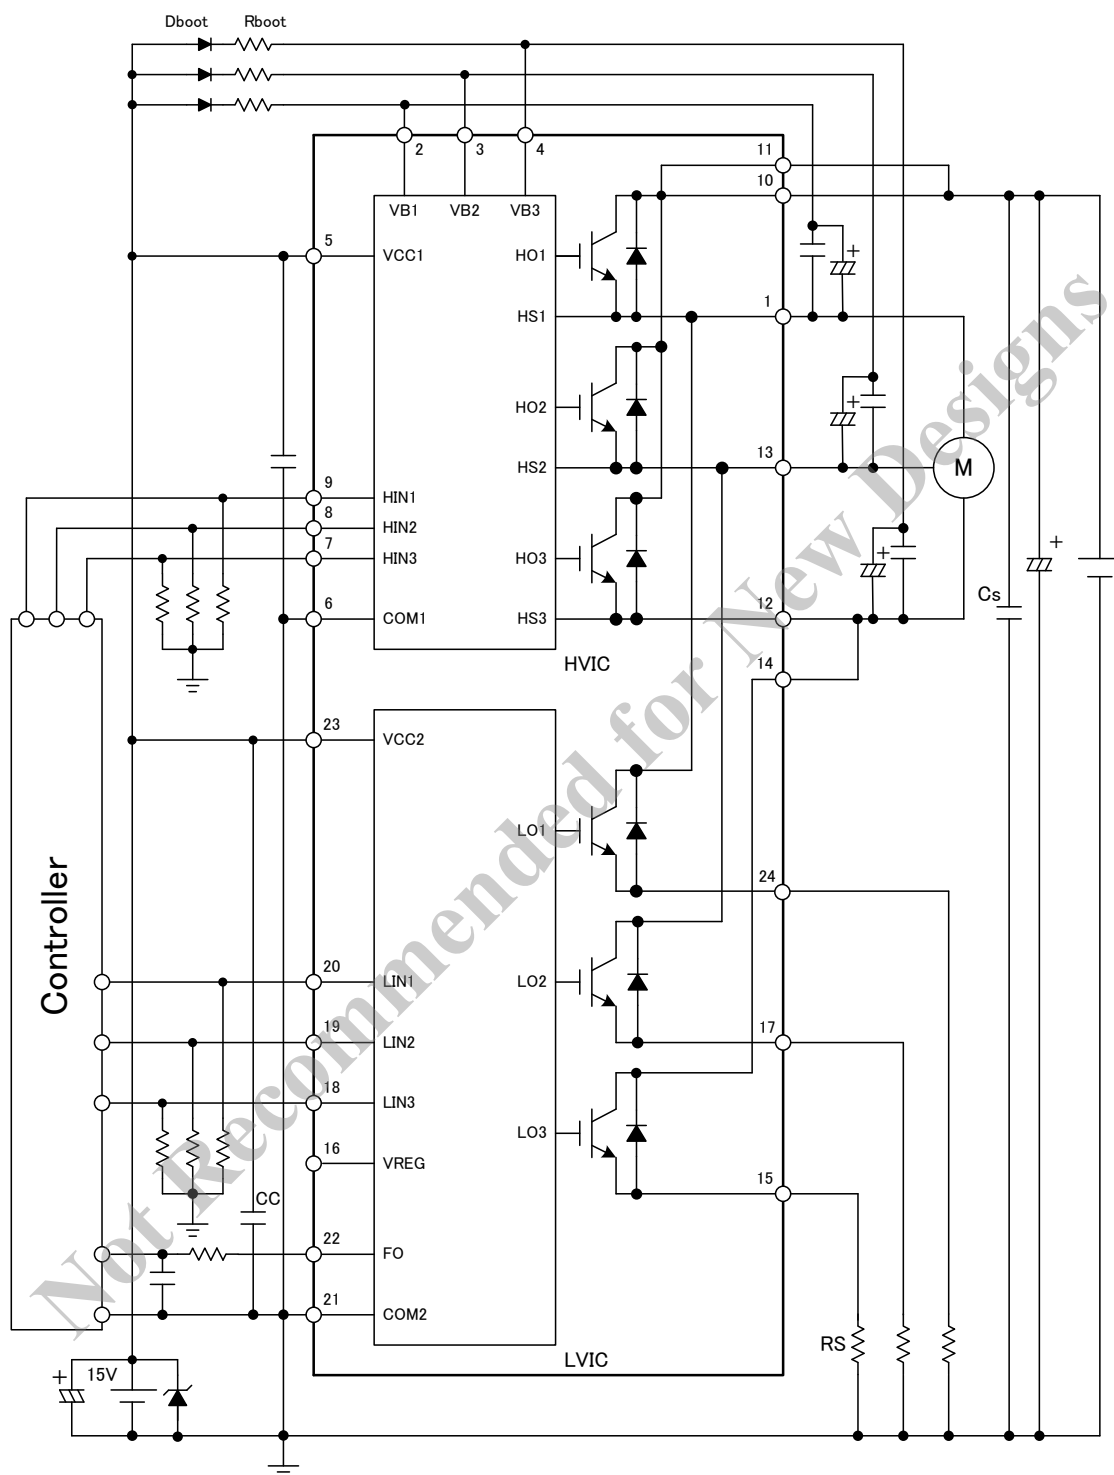 Dboot Rboot
2 3 4
11
10
VB1 VB2 VB3
5
VCC1
HO1
+
HS1
1
HO2
+
HS2
13
M
9
HIN1
8
HIN2
7
HIN3
HO3
+
+
6
COM1
HS3
12
Cs
HVIC
14
23
VCC2
LO1
24
Controller
20
LIN1
LO2
19
LIN2
17
18
LIN3
LO3
16
VREG
15
CC
22
FO
21
COM2
RS
LVIC
+ 15V
Not Recommended for New Designs